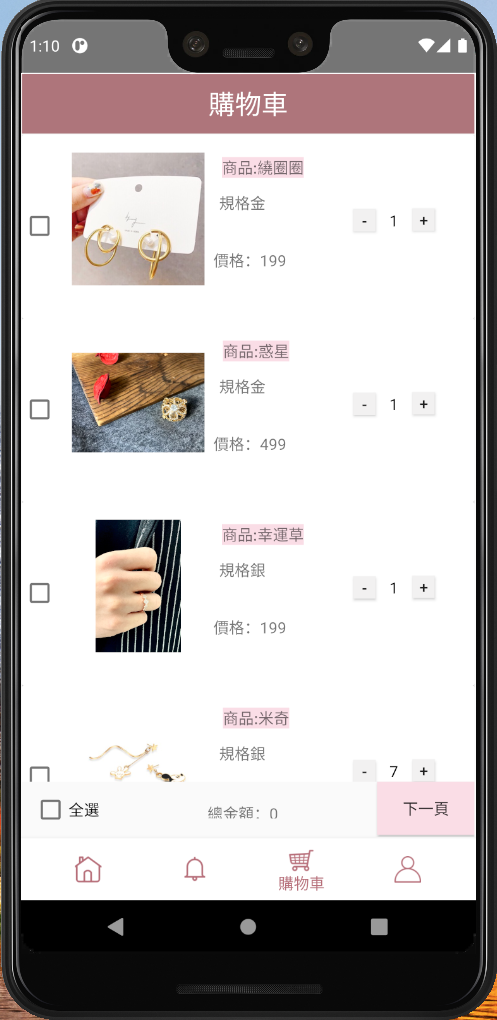 1:10
購物車
商品:繞圈圈
規格金
- 1 +
價格: 199
商品:惑星
規格金
- 1 +
價格: 499
商品:幸運草
規格銀
- 1 +
價格: 199
商品:米奇
規格銀
- 7 +
全選
總金額: 0
下一頁
購物車